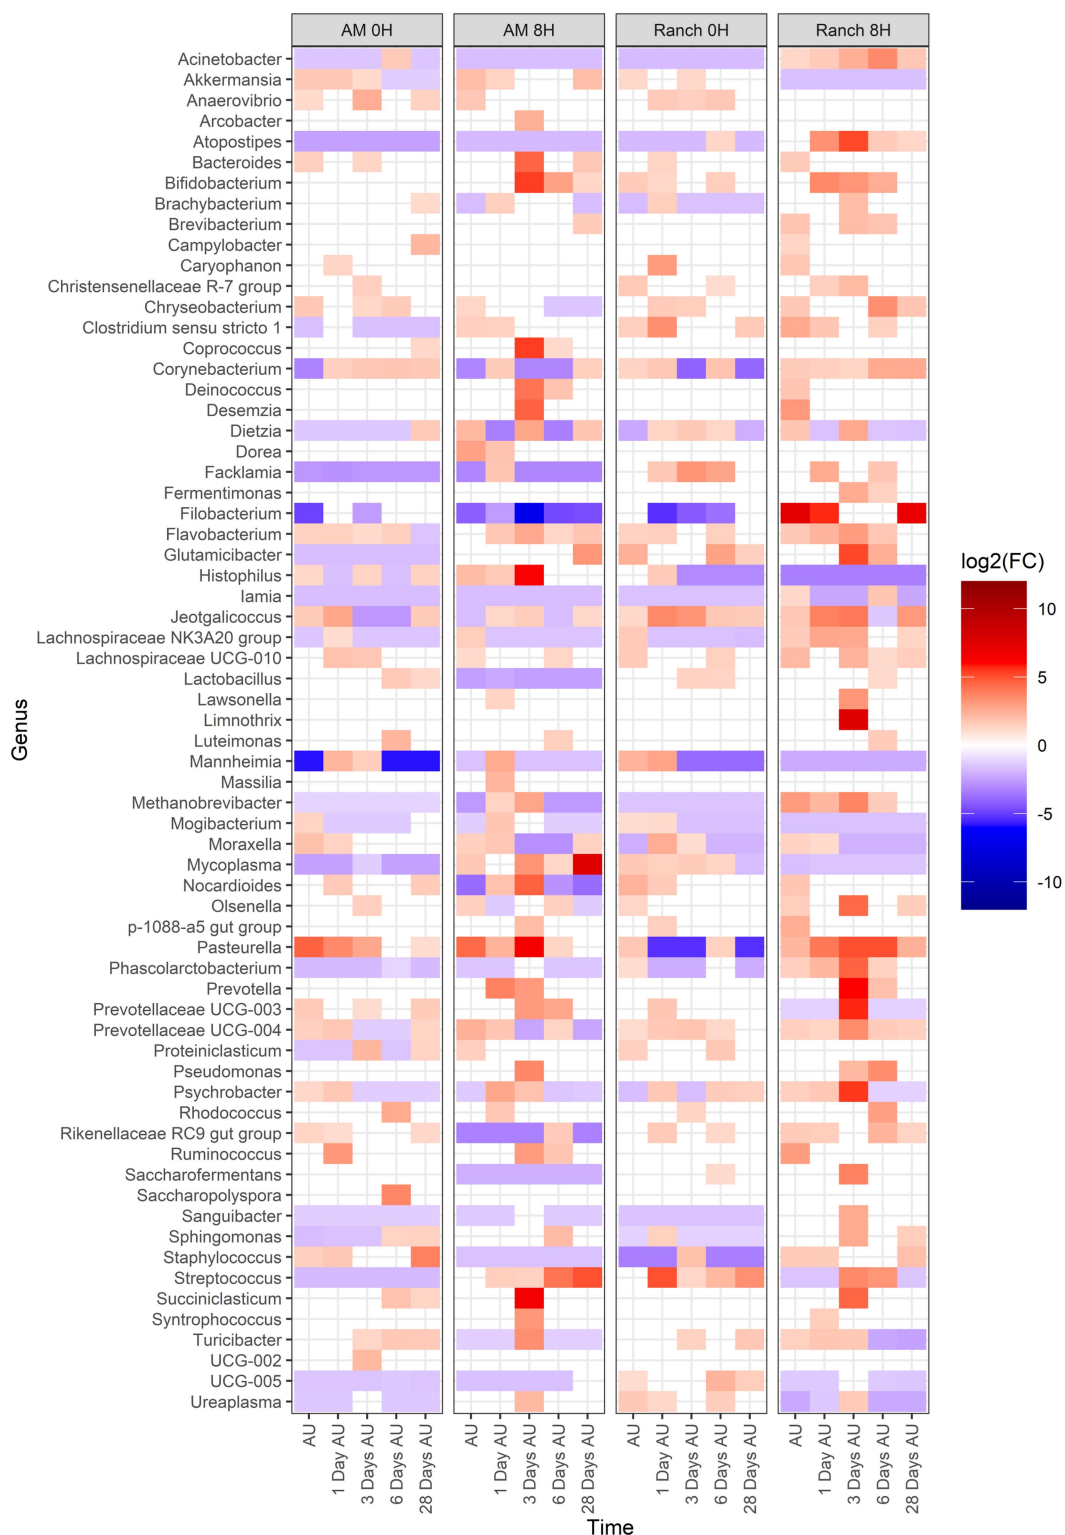 AM 0H
AM 8H
Ranch 0H
Ranch 8H
Acinetobacter
Akkermansia
Anaerovibrio
Arcobacter
Atopostipes
Bacteroides
Bifidobacterium
Brachybacterium
Brevibacterium
Campylobacter
Caryophanon
Christensenellaceae R-7 group
Chryseobacterium
Clostridium sensu stricto 1
Coprococcus
Corynebacterium
Deinococcus
Desemzia
Dietzia
Dorea
Facklamia
Fermentimonas
Filobacterium
Flavobacterium
Glutamicibacter
Histophilus
Iamia
Jeotgalicoccus
Lachnospiraceae NK3A20 group
Lachnospiraceae UCG-010
Lactobacillus
Lawsonella
Limnothrix
Luteimonas
Mannheimia
Massilia
Methanobrevibacter
Mogibacterium
Moraxella
Mycoplasma
Nocardioides
Olsenella
p-1088-a5 gut group
Pasteurella
Phascolarctobacterium
Prevotella
Prevotellaceae UCG-003
Prevotellaceae UCG-004
Proteiniclasticum
Pseudomonas
Psychrobacter
Rhodococcus
Rikenellaceae RC9 gut group
Ruminococcus
Saccharofermentans
Saccharopolyspora
Sanguibacter
Sphingomonas
Staphylococcus
Streptococcus
Succiniclasticum
Syntrophococcus
Turicibacter
UCG-002
UCG-005
Ureaplasma
Genus
AU
1 Day AU
3 Days AU
6 Days AU
28 Days AU
AU
1 Day AU
3 Days AU
6 Days AU
28 Days AU
AU
1 Day AU
3 Days AU
6 Days AU
28 Days AU
AU
1 Day AU
3 Days AU
6 Days AU
28 Days AU
Time
log2(FC)
10
5
0
-5
-10